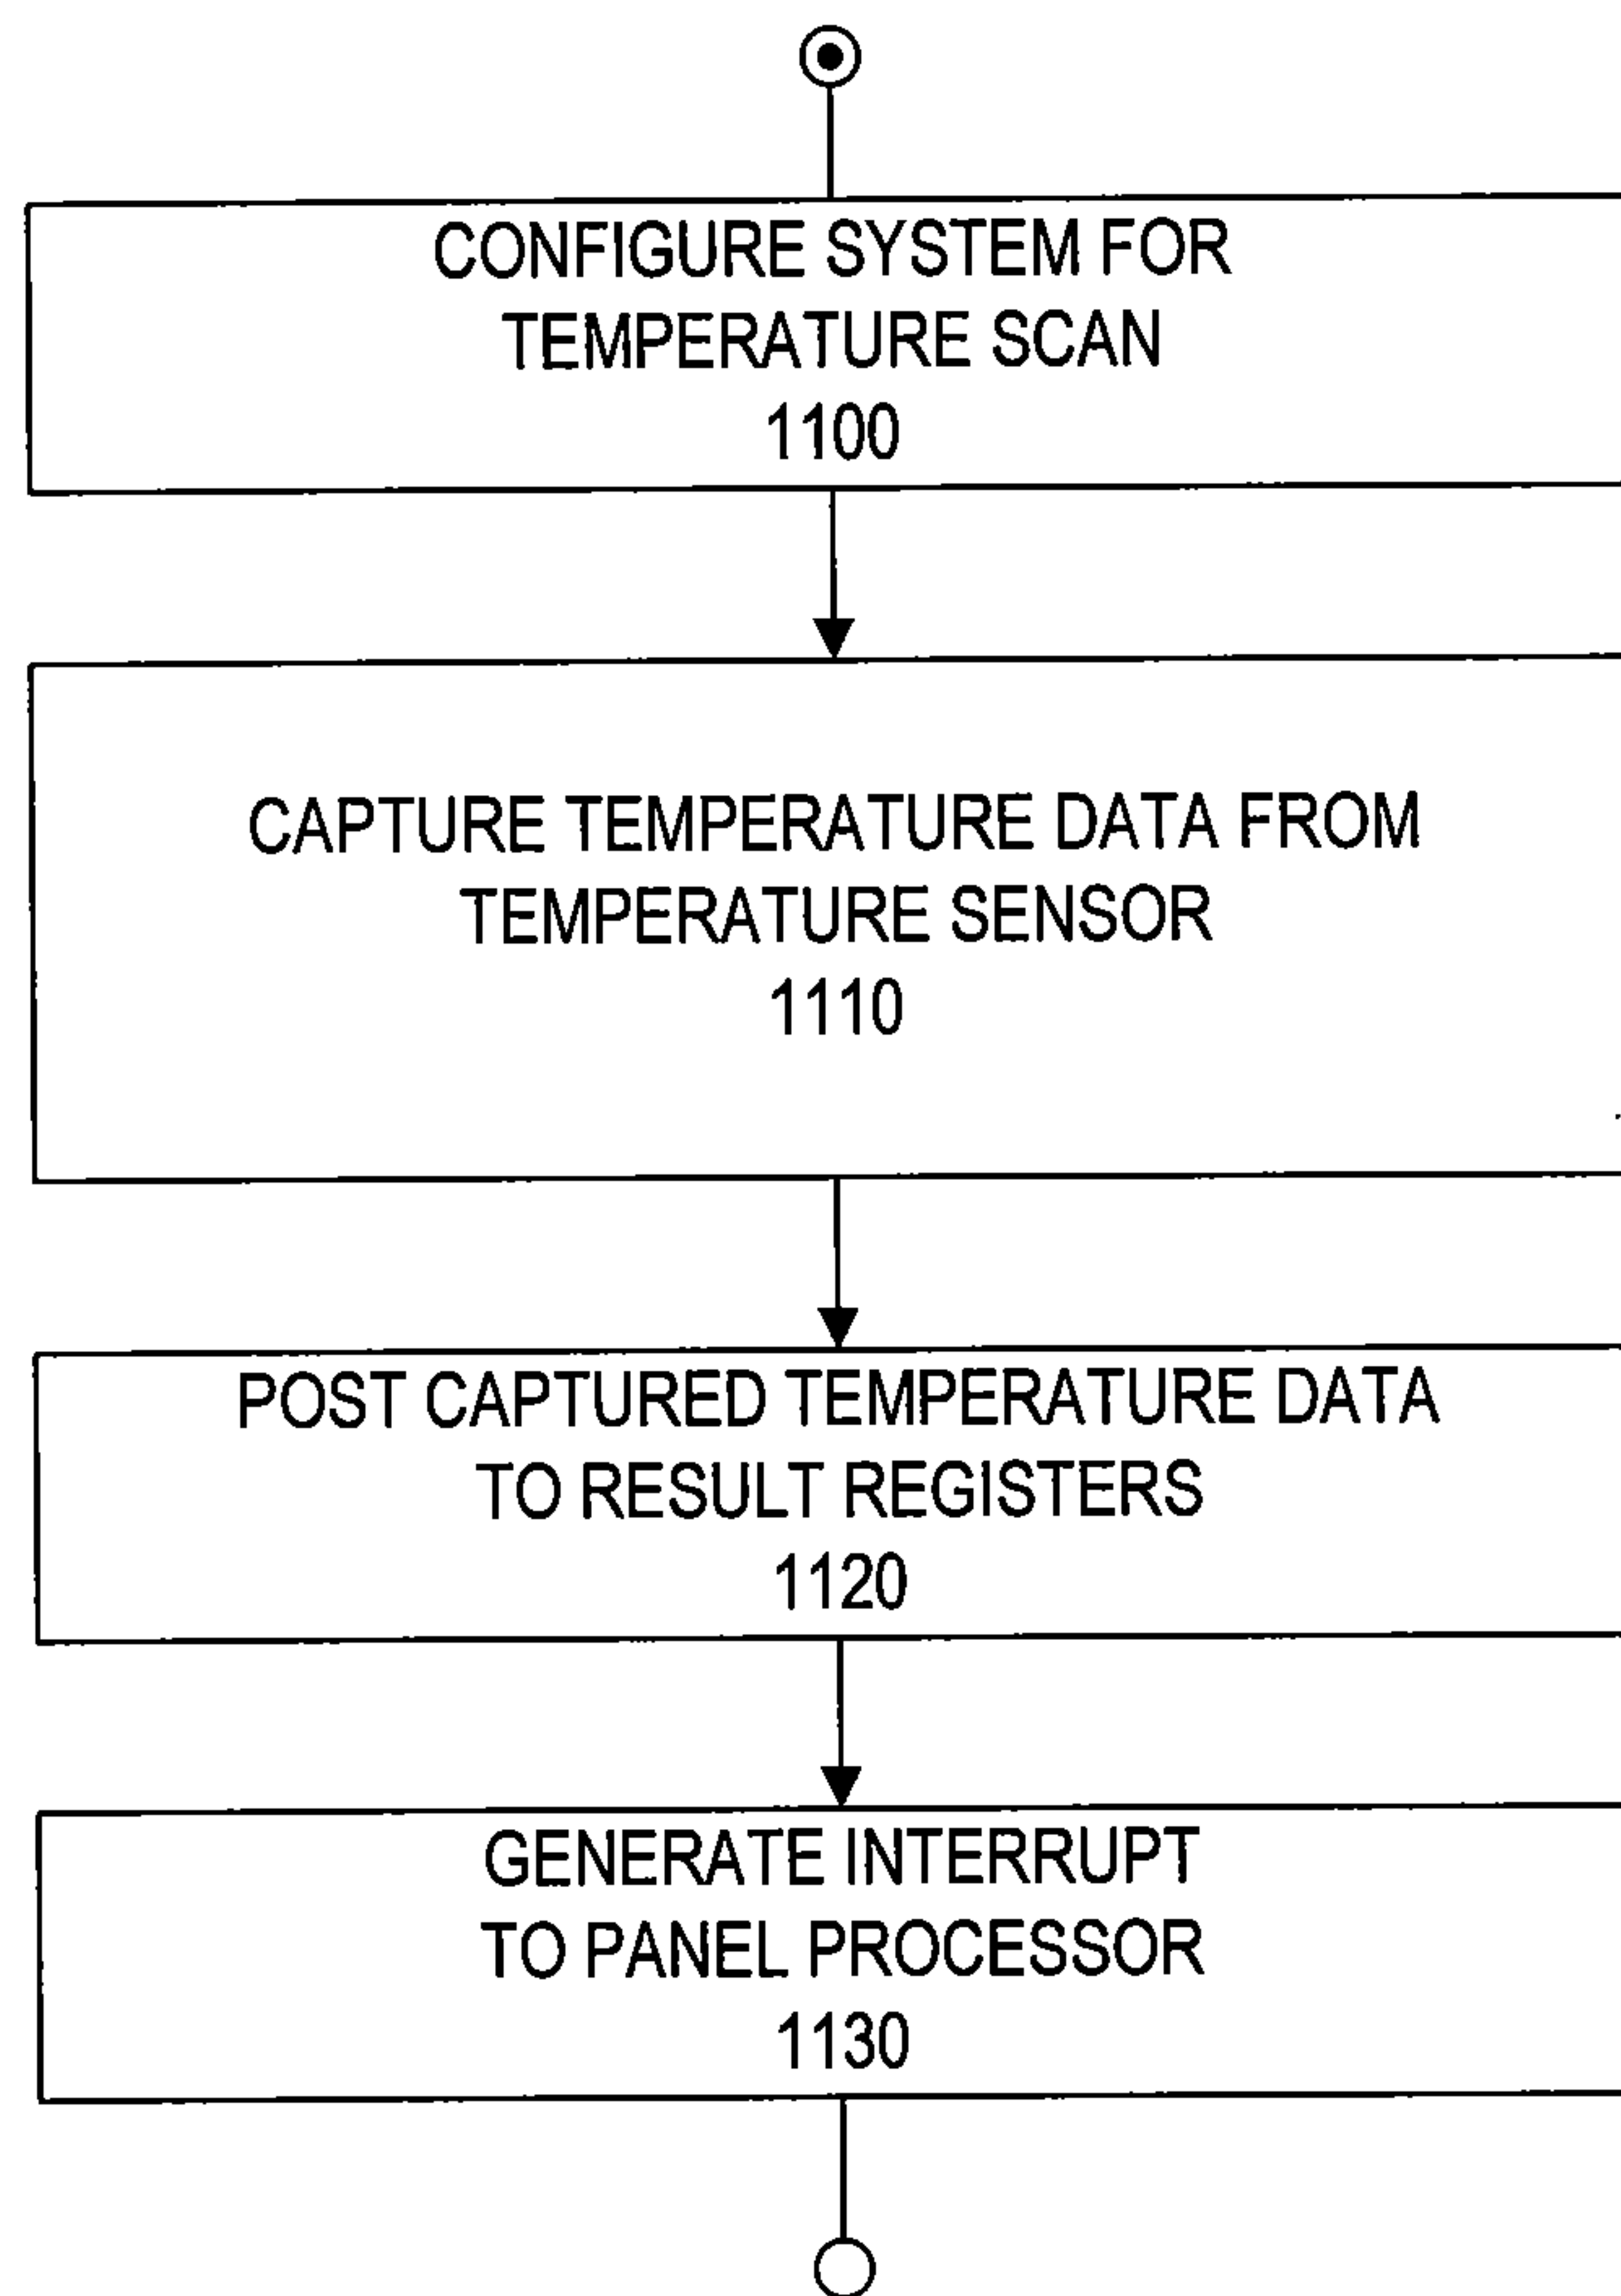 CONFIGURE SYSTEM FOR
TEMPERATURE SCAN
1100
CAPTURE TEMPERATURE DATA FROM
TEMPERATURE SENSOR
1110
POST CAPTURED TEMPERATURE DATA
TO RESULT REGISTERS
1120
GENERATE INTERRUPT
TO PANEL PROCESSOR
1130